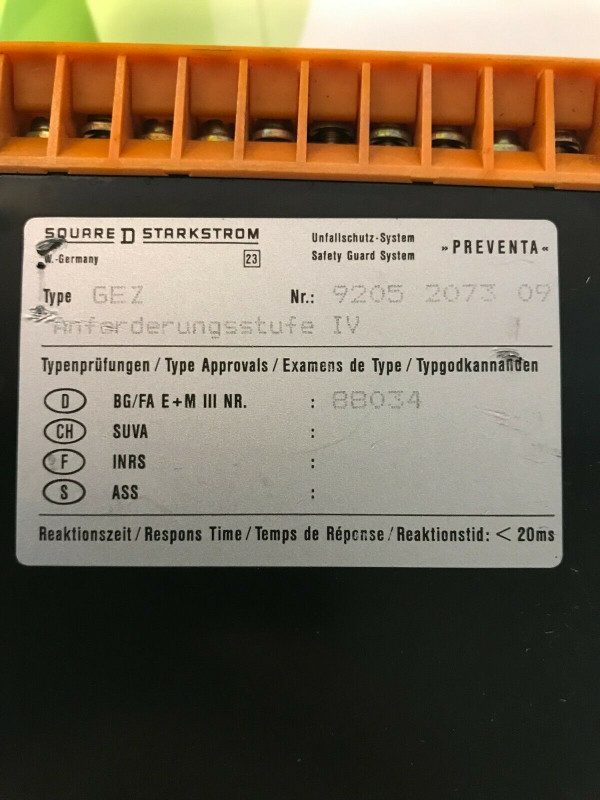 SQUARE D STARKSTROM
W.-Germany 23
Unfallschutz-System
Safety Guard System
»PREVENTA«
Type GEZ Nr.: 9205 2073 09
Anforderungsstufe IV
Typenprüfungen / Type Approvals / Examens de Type / Typgodkannanden
D BG/FA E+M III NR. : 88034
CH SUVA :
F INRS :
S ASS :
Reaktionszeit / Respons Time / Temps de Réponse / Reaktionstid: < 20ms